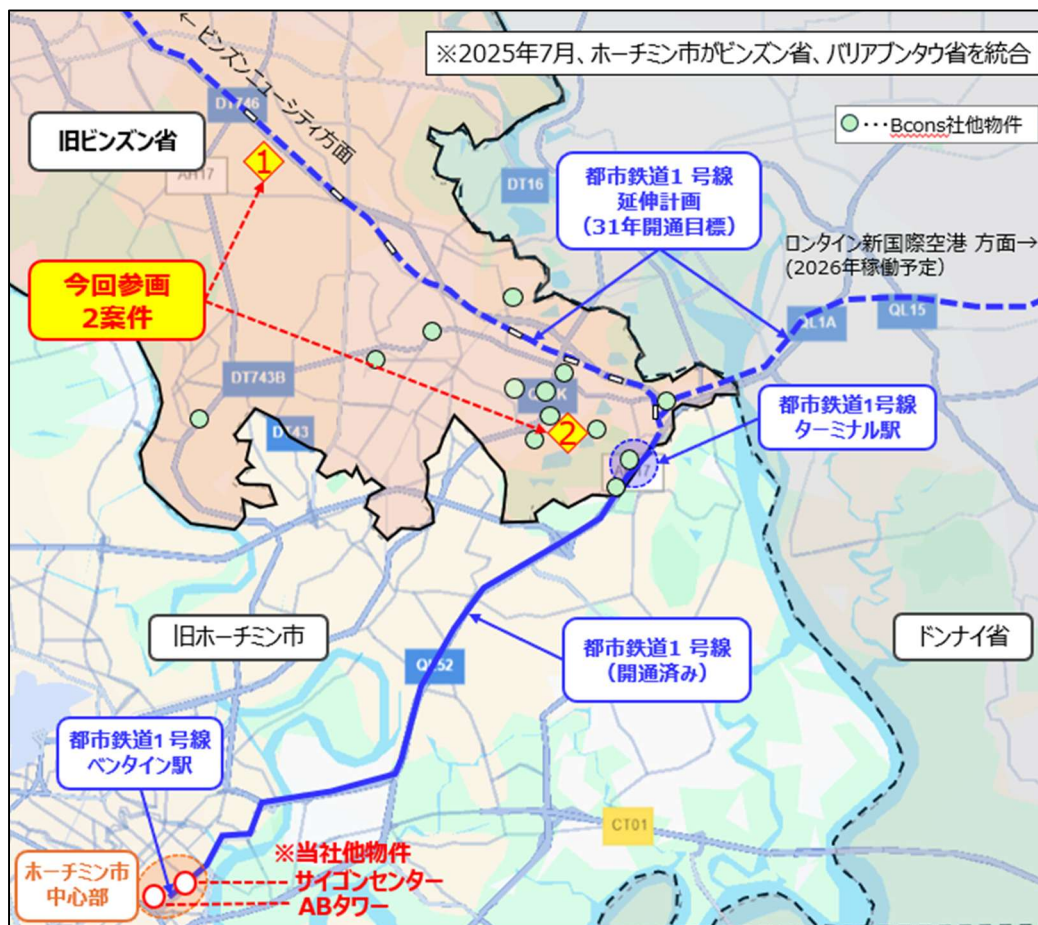 ※2025年7月、ホーチミン市がビンズン省、バリアブンタウ省を統合
←ビンズンニューシティ方面
DT746
旧ビンズン省
1
AH17
○・・・Bcons社他物件
DT16
都市鉄道1号線
延伸計画
(31年開通目標)
ロンタイン新国際空港 方面→
(2026年稼働予定)
今回参画
2案件
QL1A
QL15
DT743B
DT43
2
都市鉄道1号線
ターミナル駅
旧ホーチミン市
都市鉄道1号線
(開通済み)
ドンナイ省
都市鉄道1号線
ベンタイン駅
CT01
※当社他物件
サイゴンセンター
ABタワー
ホーチミン市
中心部